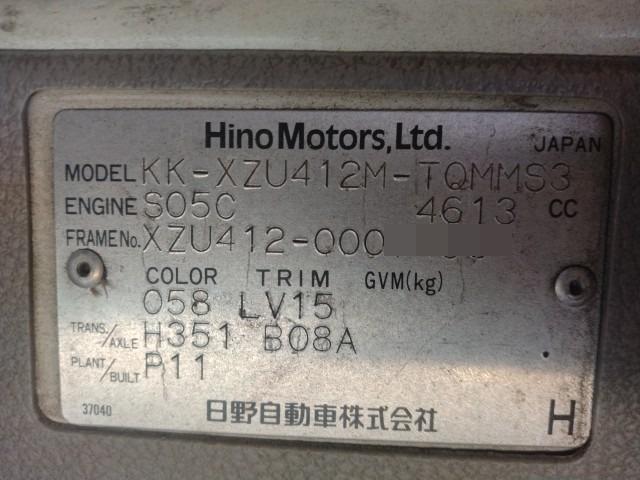 Hino Motors, Ltd. JAPAN
MODEL KK-XZU412M-TQMMS3
ENGINE S05C 4613 CC
FRAME No. XZU412-000
COLOR TRIM GVM(kg)
058 LV15
TRANS./AXLE H351 B08A
PLANT/BUILT P11
37040 日野自動車株式会社 H